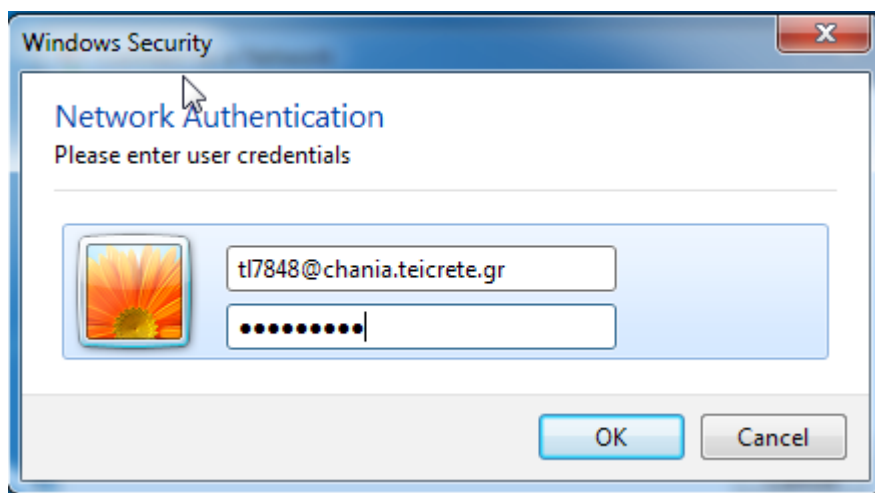 Windows Security
Network Authentication
Please enter user credentials
tl7848@chania.teicrete.gr
●●●●●●●●●
OK
Cancel